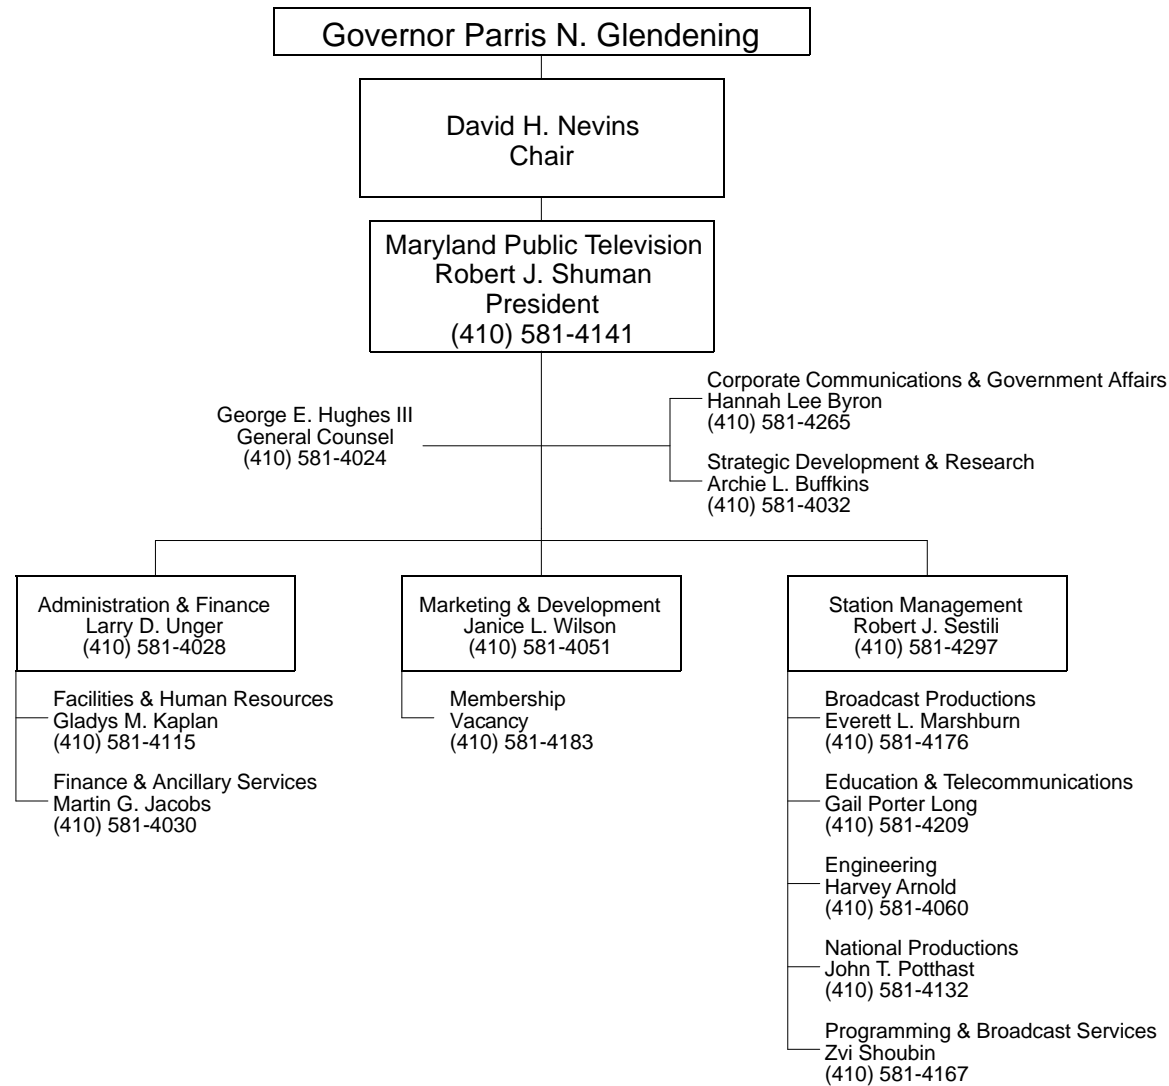 Governor Parris N. Glendening
David H. Nevins
Chair
Maryland Public Television
Robert J. Shuman
President
(410) 581-4141
George E. Hughes III
General Counsel
(410) 581-4024
Corporate Communications & Government Affairs
Hannah Lee Byron
(410) 581-4265
Strategic Development & Research
Archie L. Buffkins
(410) 581-4032
Administration & Finance
Larry D. Unger
(410) 581-4028
Facilities & Human Resources
Gladys M. Kaplan
(410) 581-4115
Finance & Ancillary Services
Martin G. Jacobs
(410) 581-4030
Marketing & Development
Janice L. Wilson
(410) 581-4051
Membership
Vacancy
(410) 581-4183
Station Management
Robert J. Sestili
(410) 581-4297
Broadcast Productions
Everett L. Marshburn
(410) 581-4176
Education & Telecommunications
Gail Porter Long
(410) 581-4209
Engineering
Harvey Arnold
(410) 581-4060
National Productions
John T. Potthast
(410) 581-4132
Programming & Broadcast Services
Zvi Shoubin
(410) 581-4167